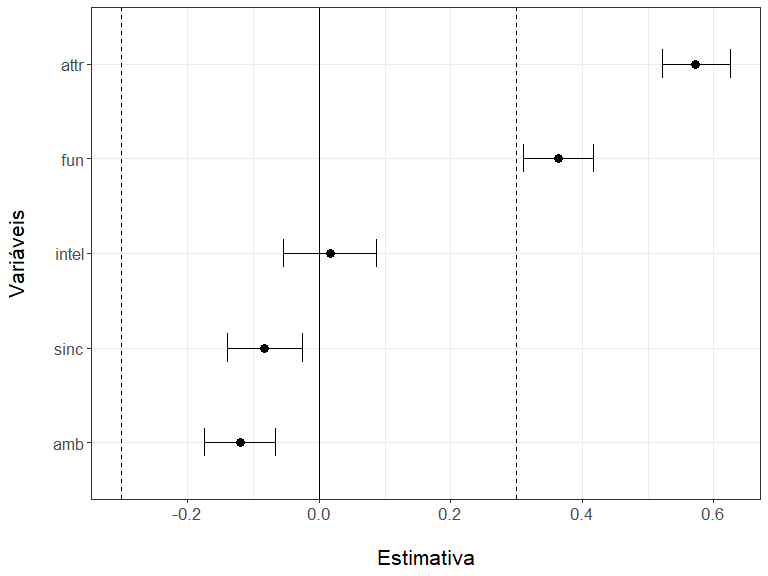 Variáveis
attr
fun
intel
sinc
amb
-0.2 0.0 0.2 0.4 0.6
Estimativa